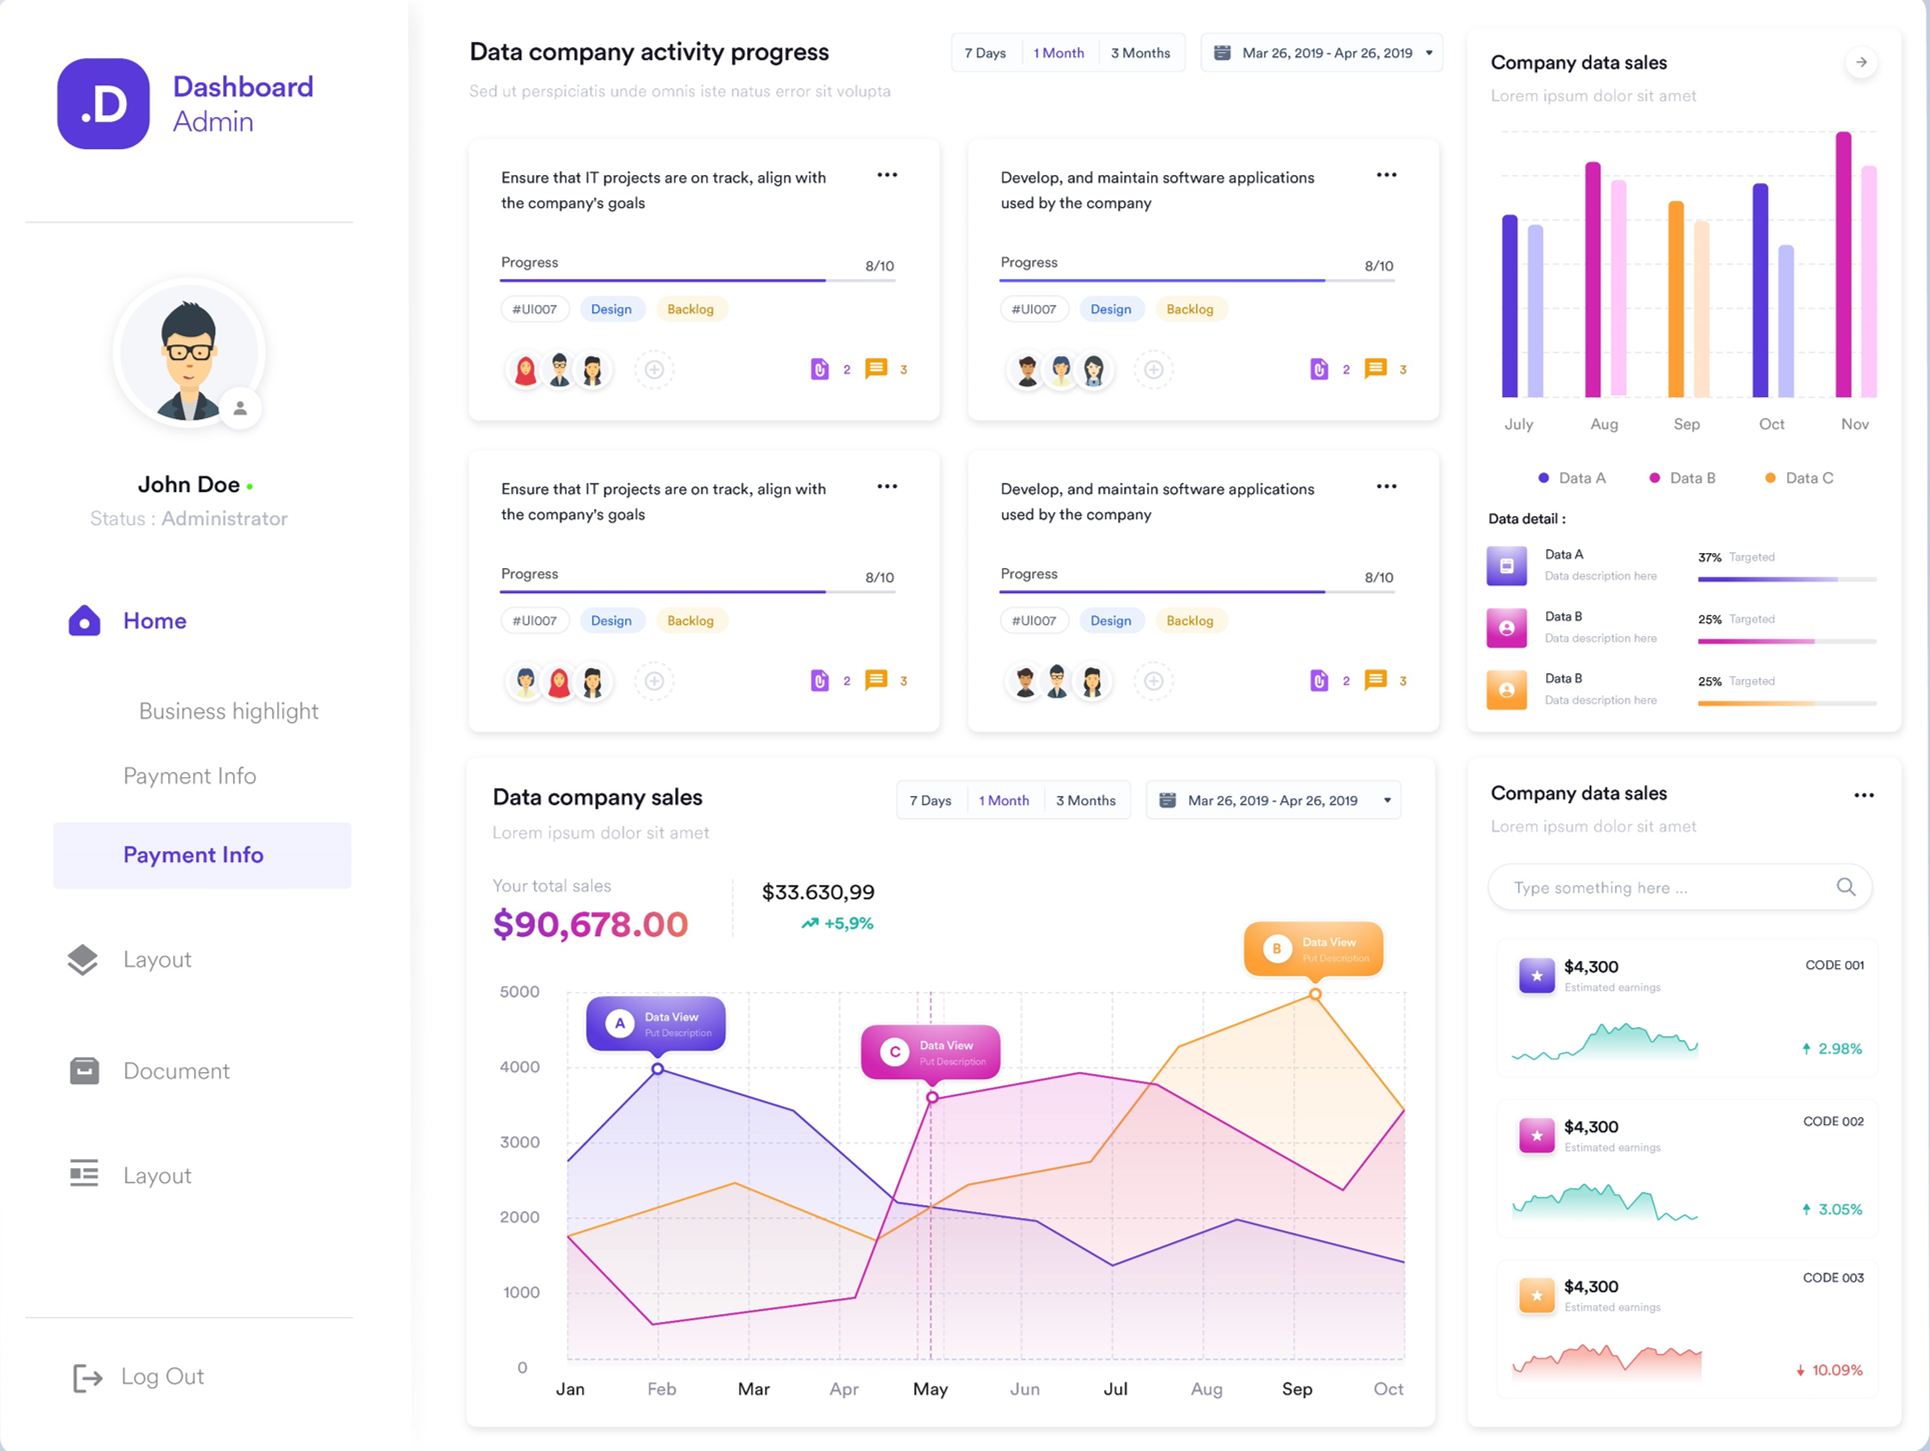 .D
Dashboard
Admin
John Doe
Status : Administrator
Home
Business highlight
Payment Info
Payment Info
Layout
Document
Layout
Log Out
Data company activity progress
Sed ut perspiciatis unde omnis iste natus error sit volupta
7 Days 1 Month 3 Months
Mar 26, 2019 - Apr 26, 2019
Ensure that IT projects are on track, align with
the company's goals
Progress 8/10
#UI007 Design Backlog
2 3
Develop, and maintain software applications
used by the company
Progress 8/10
#UI007 Design Backlog
2 3
Ensure that IT projects are on track, align with
the company's goals
Progress 8/10
#UI007 Design Backlog
2 3
Develop, and maintain software applications
used by the company
Progress 8/10
#UI007 Design Backlog
2 3
Company data sales
Lorem ipsum dolor sit amet
July Aug Sep Oct Nov
Data A Data B Data C
Data detail :
Data A
Data description here
37% Targeted
Data B
Data description here
25% Targeted
Data B
Data description here
25% Targeted
Data company sales
Lorem ipsum dolor sit amet
7 Days 1 Month 3 Months
Mar 26, 2019 - Apr 26, 2019
Your total sales
$90,678.00
$33.630,99
+5,9%
B Data View
Put Description
A Data View
Put Description
C Data View
Put Description
5000
4000
3000
2000
1000
0
Jan Feb Mar Apr May Jun Jul Aug Sep Oct
Company data sales
Lorem ipsum dolor sit amet
Type something here ...
$4,300 CODE 001
Estimated earnings
2.98%
$4,300 CODE 002
Estimated earnings
3.05%
$4,300 CODE 003
Estimated earnings
10.09%